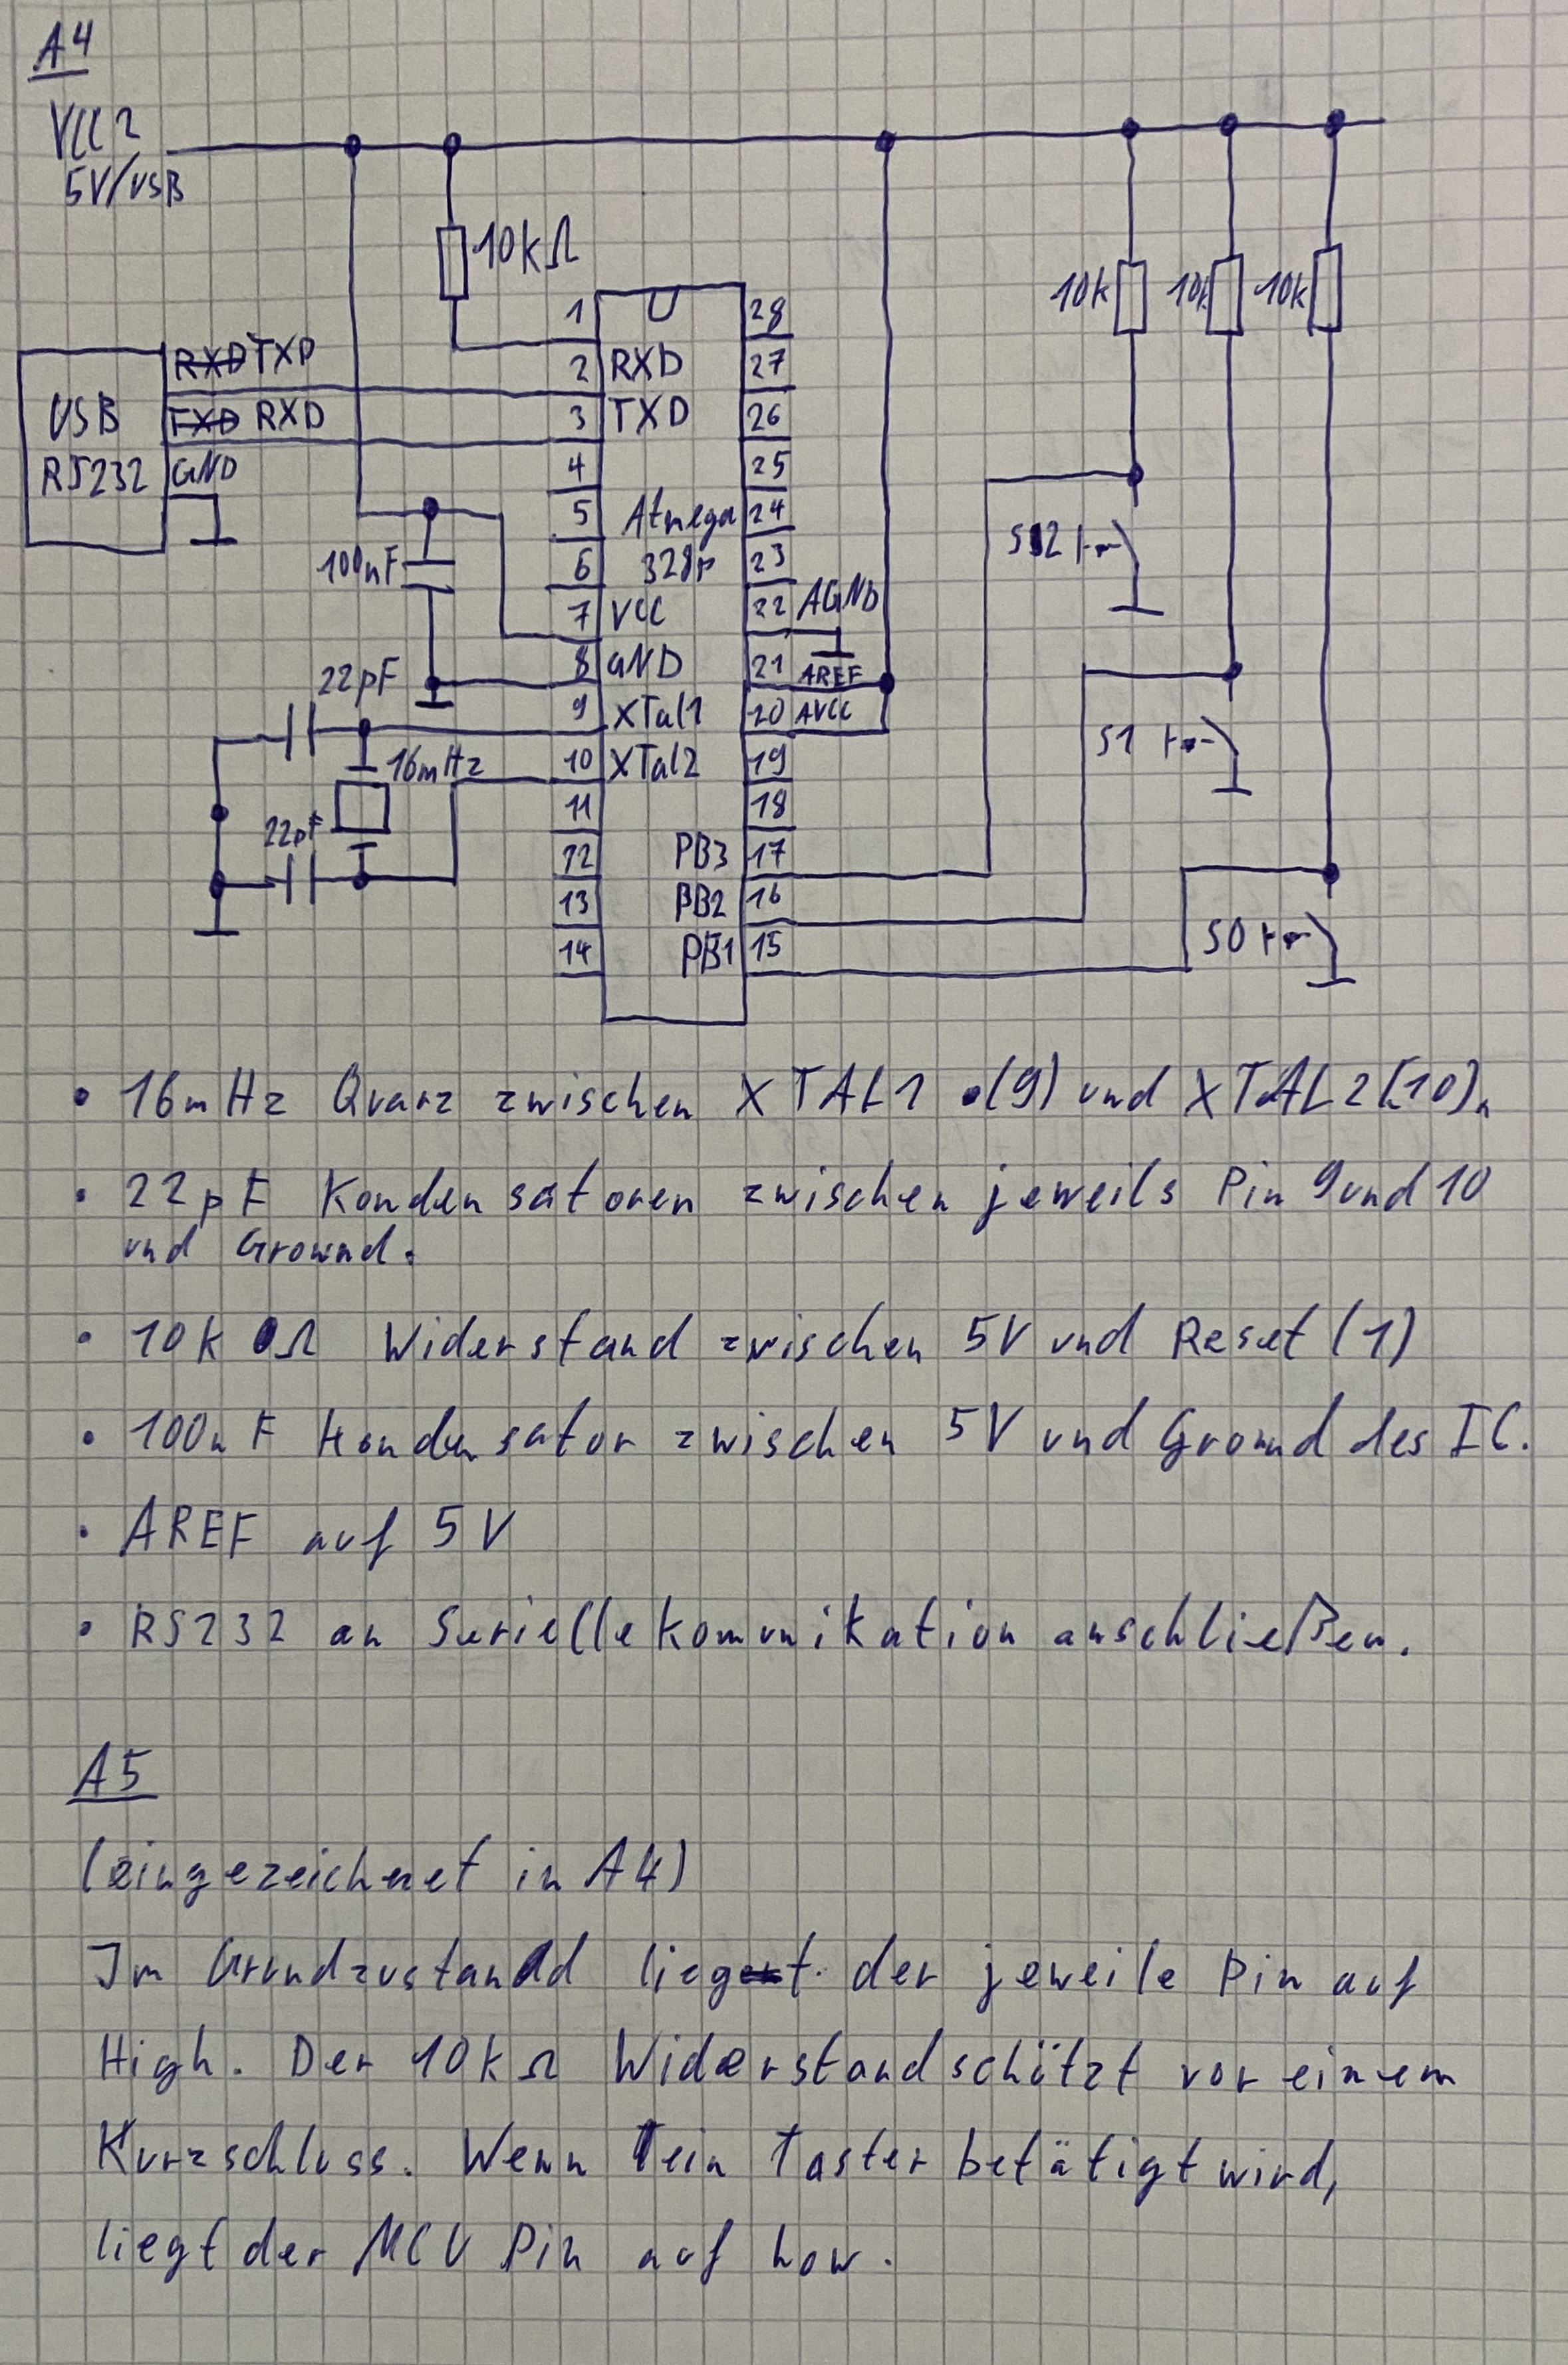 A4
VCC2
5V/USB
10kΩ
10k 10k 10k
1 28
RXD TXD
2 RXD 27
USB
TXD RXD
3 TXD 26
RS232
GND
4 25
5 Atmega 24
S2
100nF
6 328p 23
7 VCC 22 AGND
8 GND 21 AREF
22pF
9 XTal1 20 AVCC
S1
16mHz
10 XTal2 19
11 18
22pF
12 PB3 17
13 PB2 16
14 PB1 15
S0
• 16mHz Quarz zwischen XTAL1 (9) und XTAL2(10).
• 22pF Kondensatoren zwischen jeweils Pin 9 und 10
und Ground.
• 10k Ω Widerstand zwischen 5V und Reset (1)
• 100nF Kondensator zwischen 5V und Ground des IC.
• AREF auf 5V
• RS232 an Seriellekomunikation anschließen.
A5
(eingezeichnet in A4)
Im Grundzustand liegt der jeweile Pin auf
High. Der 10kΩ Widerstand schützt vor einem
Kurzschluss. Wenn ein Taster betätigt wird,
liegt der MCU Pin auf Low.